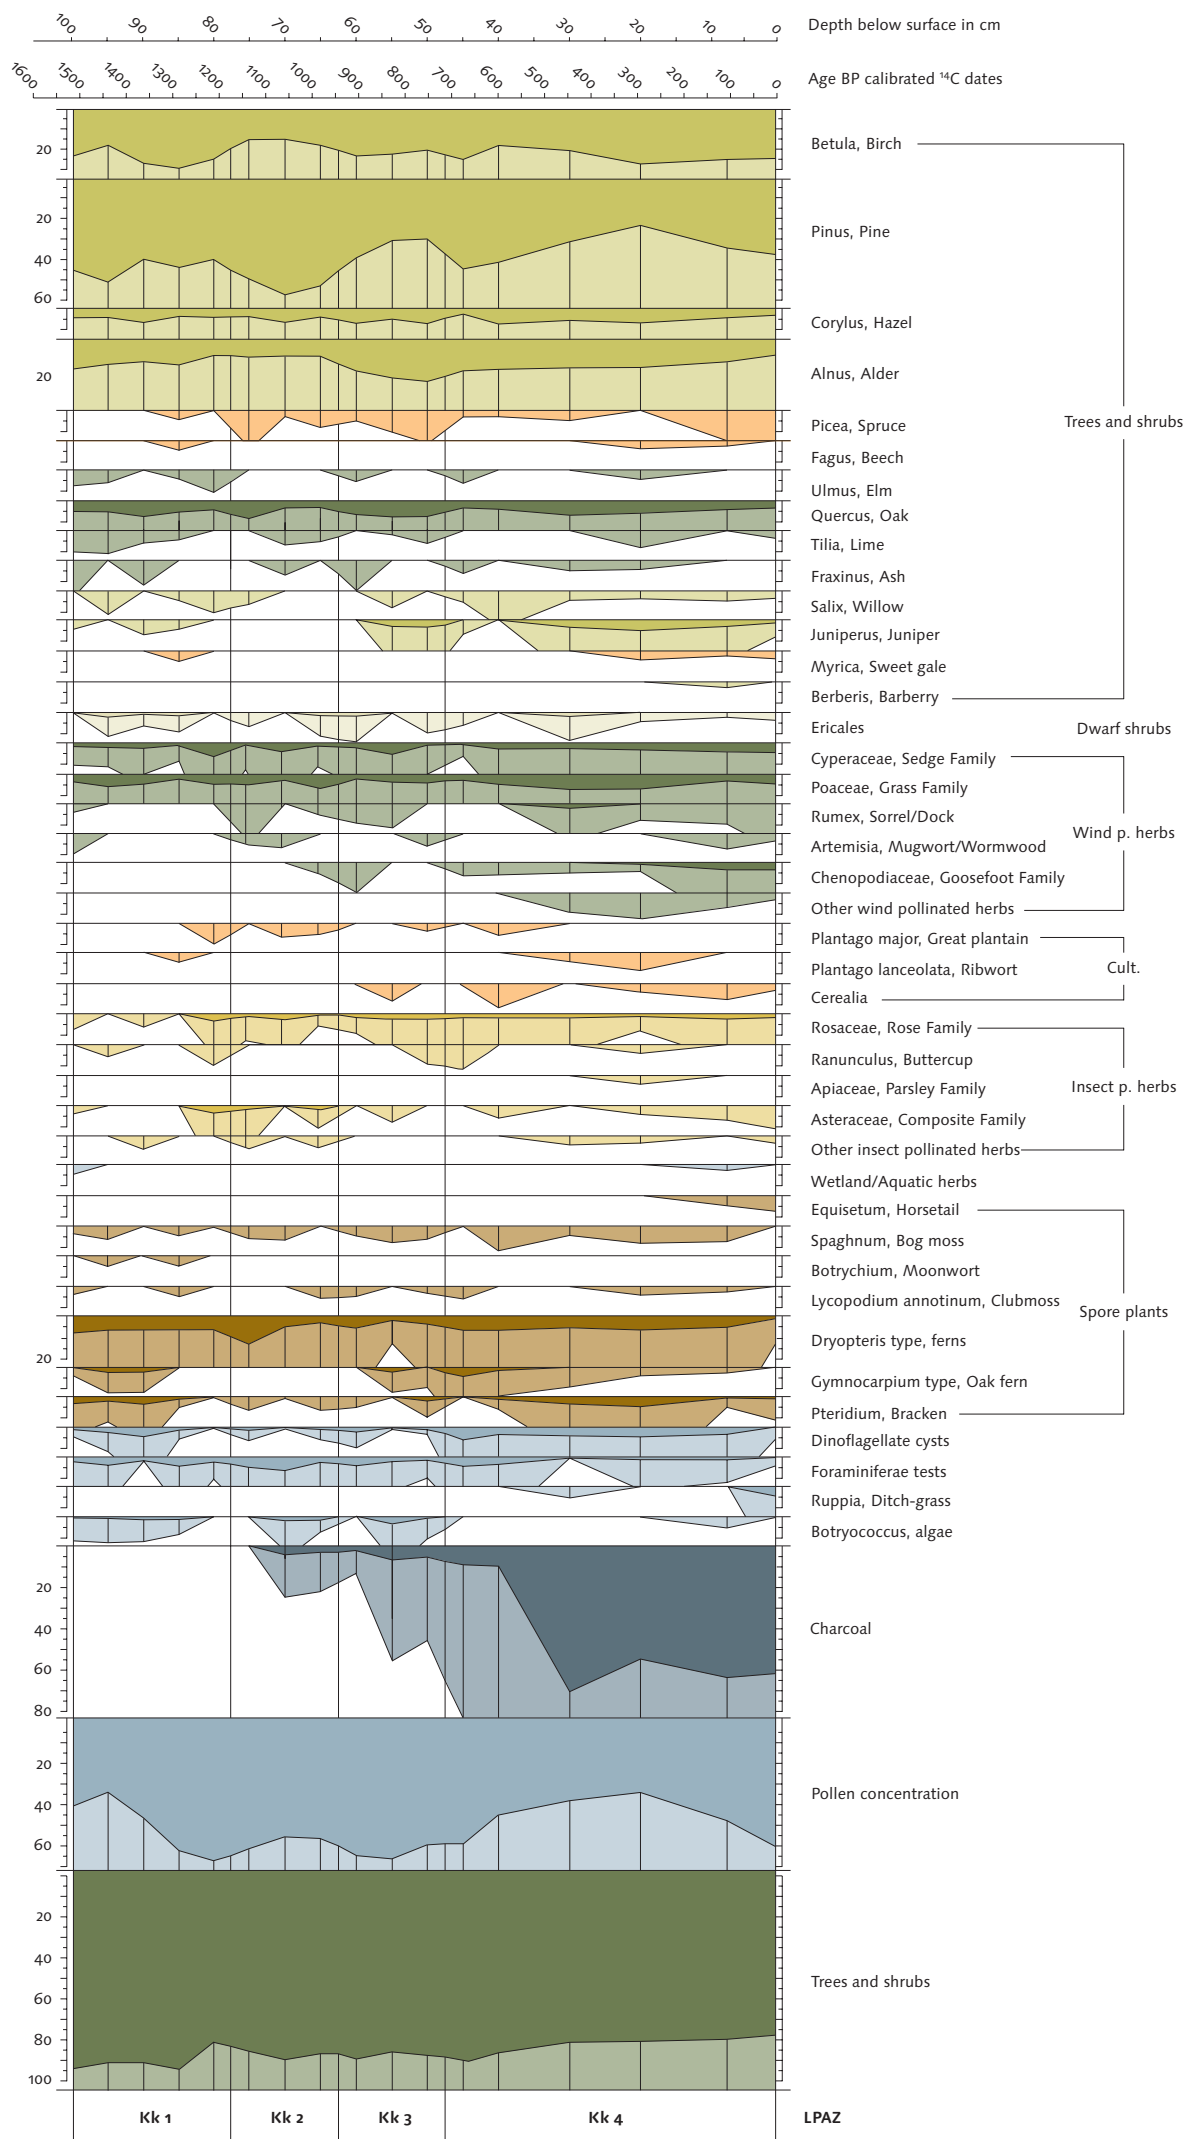 100 90 80 70 60 50 40 30 20 10 0 Depth below surface in cm
1600 1500 1400 1300 1200 1100 1000 900 800 700 600 500 400 300 200 100 0 Age BP calibrated ¹⁴C dates
20 Betula, Birch
20
40
60
Pinus, Pine
Corylus, Hazel
20 Alnus, Alder
Picea, Spruce
Trees and shrubs
Fagus, Beech
Ulmus, Elm
Quercus, Oak
Tilia, Lime
Fraxinus, Ash
Salix, Willow
Juniperus, Juniper
Myrica, Sweet gale
Berberis, Barberry
Ericales Dwarf shrubs
Cyperaceae, Sedge Family
Poaceae, Grass Family
Rumex, Sorrel/Dock
Wind p. herbs
Artemisia, Mugwort/Wormwood
Chenopodiaceae, Goosefoot Family
Other wind pollinated herbs
Plantago major, Great plantain
Plantago lanceolata, Ribwort Cult.
Cerealia
Rosaceae, Rose Family
Ranunculus, Buttercup
Apiaceae, Parsley Family Insect p. herbs
Asteraceae, Composite Family
Other insect pollinated herbs
Wetland/Aquatic herbs
Equisetum, Horsetail
Spaghnum, Bog moss
Botrychium, Moonwort
Lycopodium annotinum, Clubmoss
Spore plants
Dryopteris type, ferns
20
Gymnocarpium type, Oak fern
Pteridium, Bracken
Dinoflagellate cysts
Foraminiferae tests
Ruppia, Ditch-grass
Botryococcus, algae
20
40
60
80
Charcoal
20
40
60
Pollen concentration
20
40
60
80
100
Trees and shrubs
Kk 1 Kk 2 Kk 3 Kk 4 LPAZ